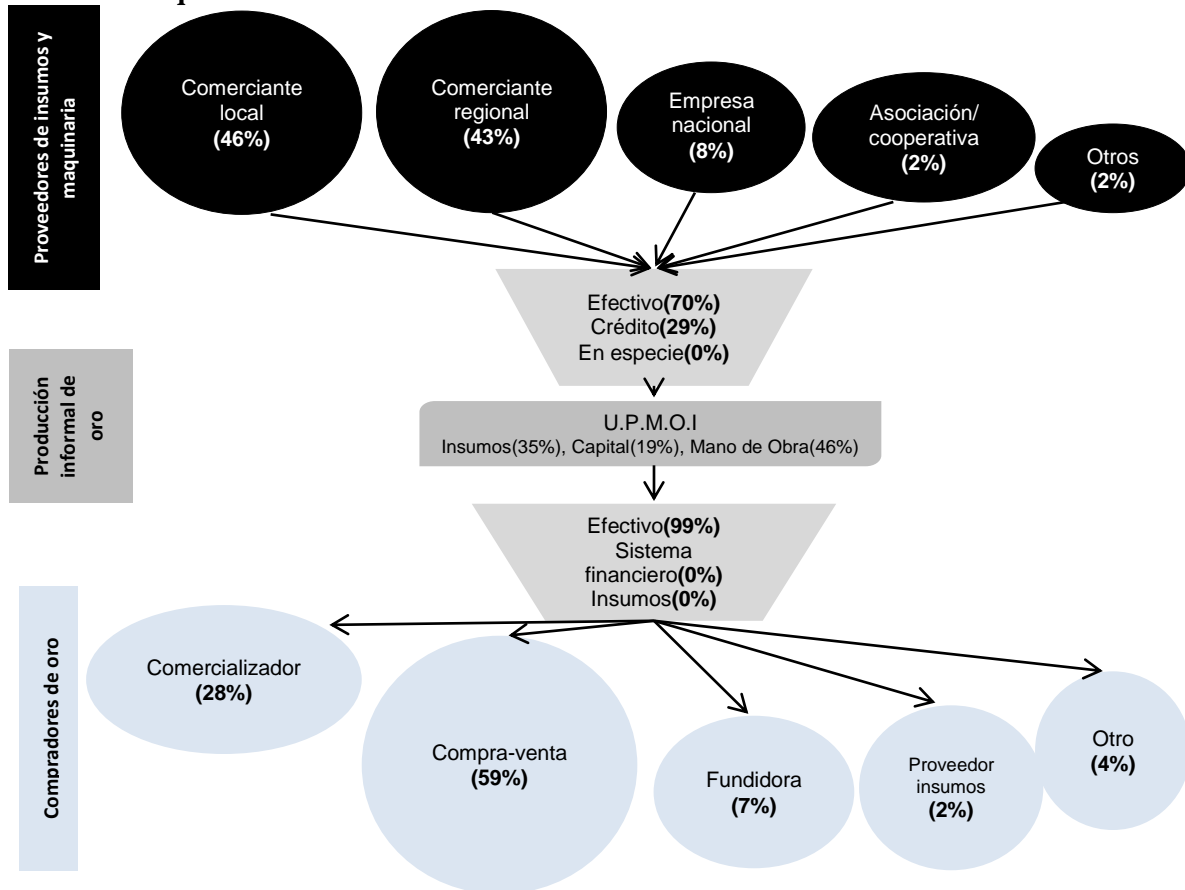 Proveedores de insumos y
maquinaria
Comerciante
local
(46%)
Comerciante
regional
(43%)
Empresa
nacional
(8%)
Asociación/
cooperativa
(2%)
Otros
(2%)
Efectivo(70%)
Crédito(29%)
En especie(0%)
Producción
informal de
oro
U.P.M.O.I
Insumos(35%), Capital(19%), Mano de Obra(46%)
Efectivo(99%)
Sistema
financiero(0%)
Insumos(0%)
Compradores de oro
Comercializador
(28%)
Compra-venta
(59%)
Fundidora
(7%)
Proveedor
insumos
(2%)
Otro
(4%)